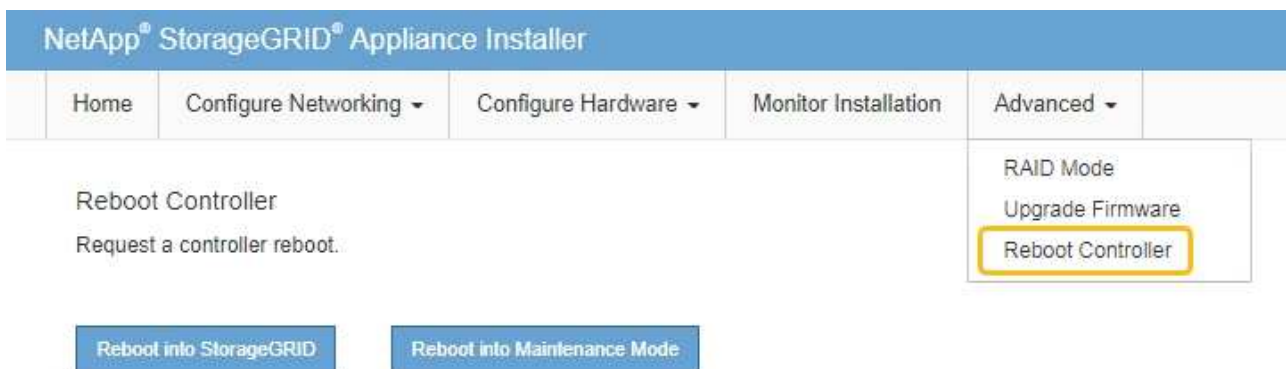 NetApp® StorageGRID® Appliance Installer
Home Configure Networking Configure Hardware Monitor Installation Advanced
RAID Mode
Upgrade Firmware
Reboot Controller
Reboot Controller
Request a controller reboot.
Reboot into StorageGRID Reboot into Maintenance Mode